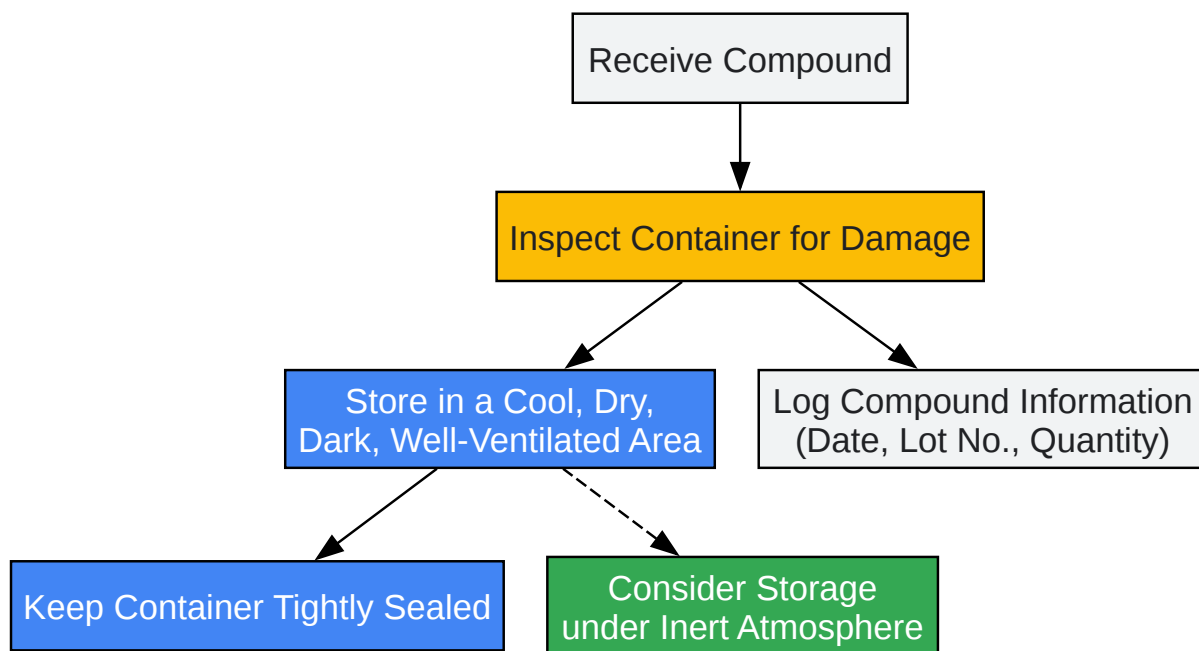 Receive Compound
Inspect Container for Damage
Store in a Cool, Dry,
Dark, Well-Ventilated Area
Log Compound Information
(Date, Lot No., Quantity)
Keep Container Tightly Sealed
Consider Storage
under Inert Atmosphere